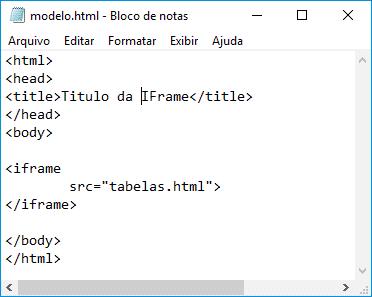 modelo.html - Bloco de notas
Arquivo Editar Formatar Exibir Ajuda
<html>
<head>
<title>Titulo da IFrame</title>
</head>
<body>
<iframe
src="tabelas.html">
</iframe>
</body>
</html>